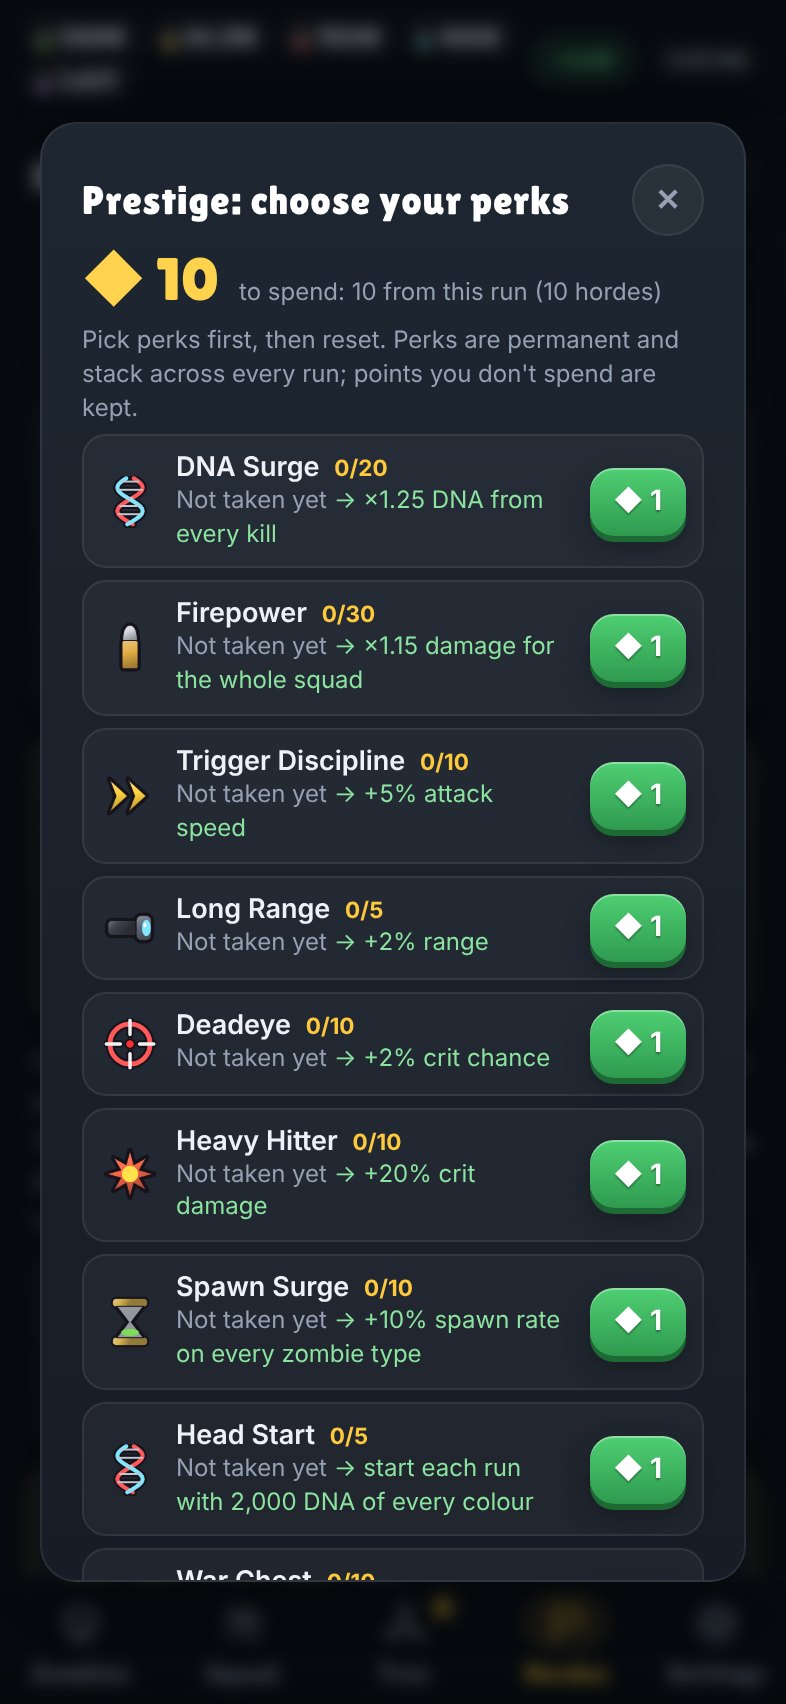 Prestige: choose your perks
10 to spend: 10 from this run (10 hordes)
Pick perks first, then reset. Perks are permanent and
stack across every run; points you don't spend are
kept.
DNA Surge 0/20
Not taken yet → ×1.25 DNA from
every kill
1
Firepower 0/30
Not taken yet → ×1.15 damage for
the whole squad
1
Trigger Discipline 0/10
Not taken yet → +5% attack
speed
1
Long Range 0/5
Not taken yet → +2% range
1
Deadeye 0/10
Not taken yet → +2% crit chance
1
Heavy Hitter 0/10
Not taken yet → +20% crit
damage
1
Spawn Surge 0/10
Not taken yet → +10% spawn rate
on every zombie type
1
Head Start 0/5
Not taken yet → start each run
with 2,000 DNA of every colour
1
War Chest 0/10